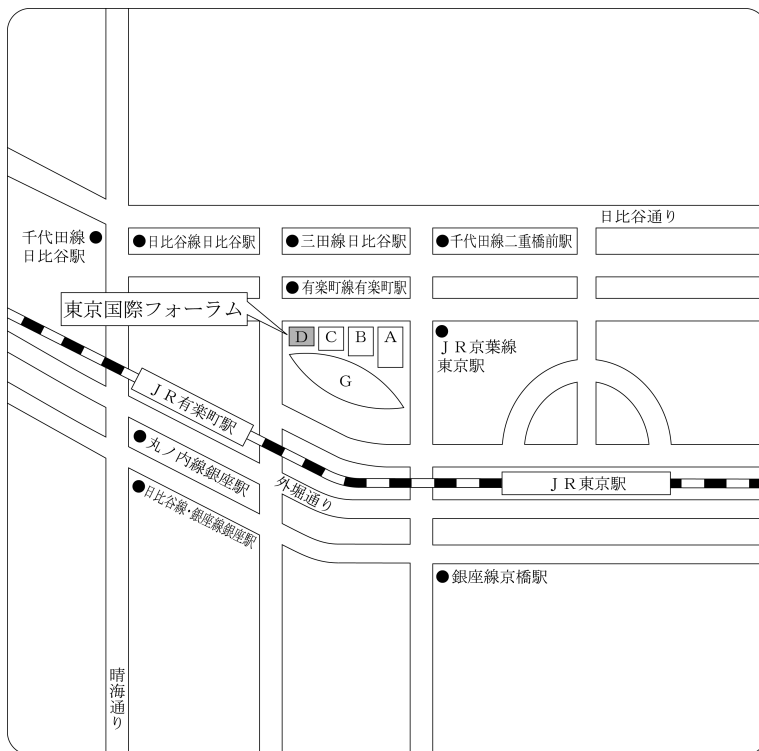 日比谷通り
千代田線
日比谷駅
日比谷線日比谷駅
三田線日比谷駅
千代田線二重橋前駅
有楽町線有楽町駅
東京国際フォーラム
D
C
B
A
G
ＪＲ京葉線
東京駅
ＪＲ有楽町駅
丸ノ内線銀座駅
日比谷線・銀座線銀座駅
外堀通り
ＪＲ東京駅
銀座線京橋駅
晴海通り